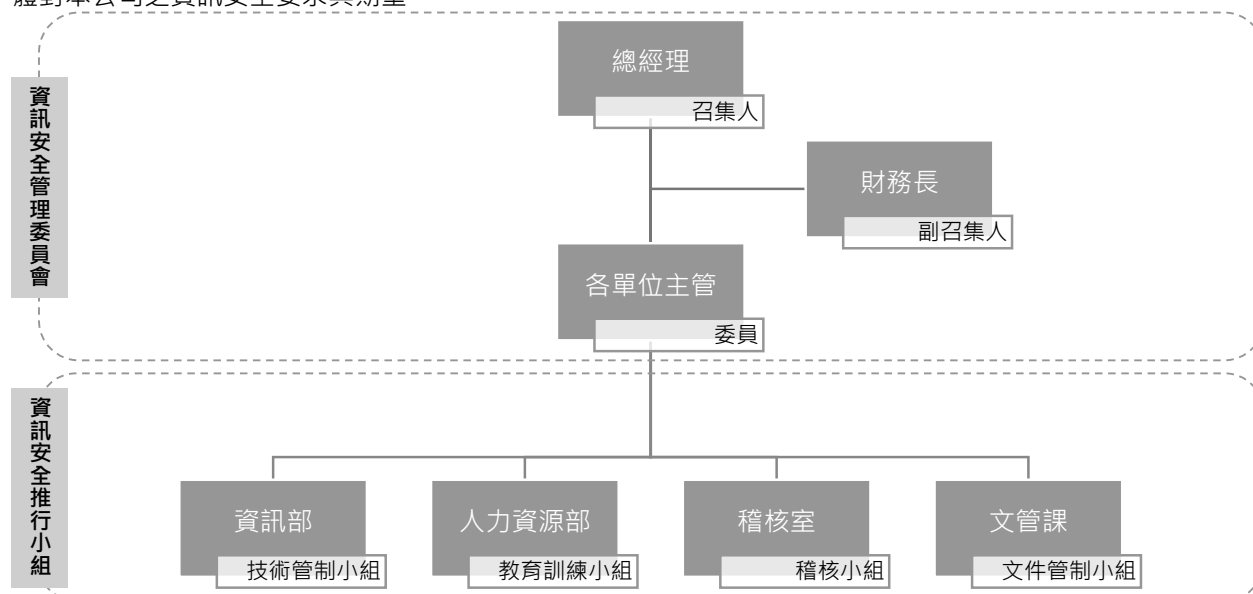 總經理
召集人
財務長
副召集人
資訊安全管理委員會
各單位主管
委員
資訊安全推行小組
資訊部
技術管制小組
人力資源部
教育訓練小組
稽核室
稽核小組
文管課
文件管制小組